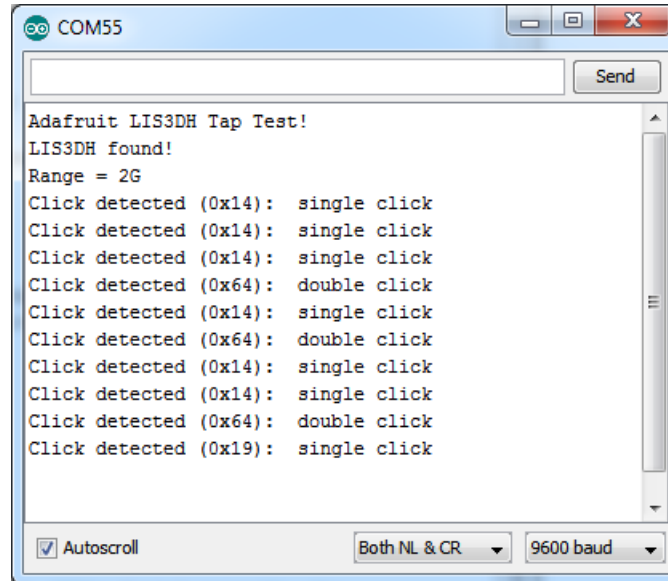 COM55
Send
Adafruit LIS3DH Tap Test!
LIS3DH found!
Range = 2G
Click detected (0x14):  single click
Click detected (0x14):  single click
Click detected (0x14):  single click
Click detected (0x64):  double click
Click detected (0x14):  single click
Click detected (0x64):  double click
Click detected (0x14):  single click
Click detected (0x14):  single click
Click detected (0x64):  double click
Click detected (0x19):  single click
Autoscroll Both NL & CR 9600 baud